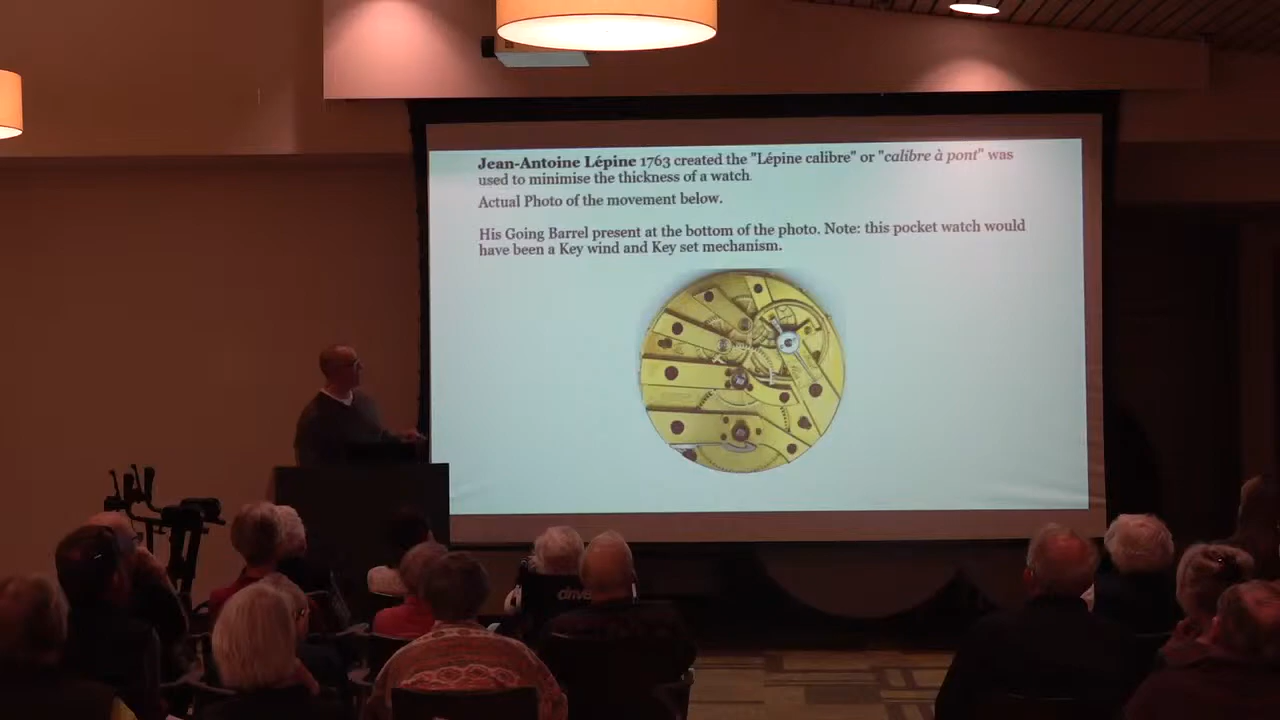 Jean-Antoine Lépine 1763 created the "Lépine calibre" or "calibre à pont" was
used to minimise the thickness of a watch.
Actual Photo of the movement below.
His Going Barrel present at the bottom of the photo. Note: this pocket watch would
have been a Key wind and Key set mechanism.
drive